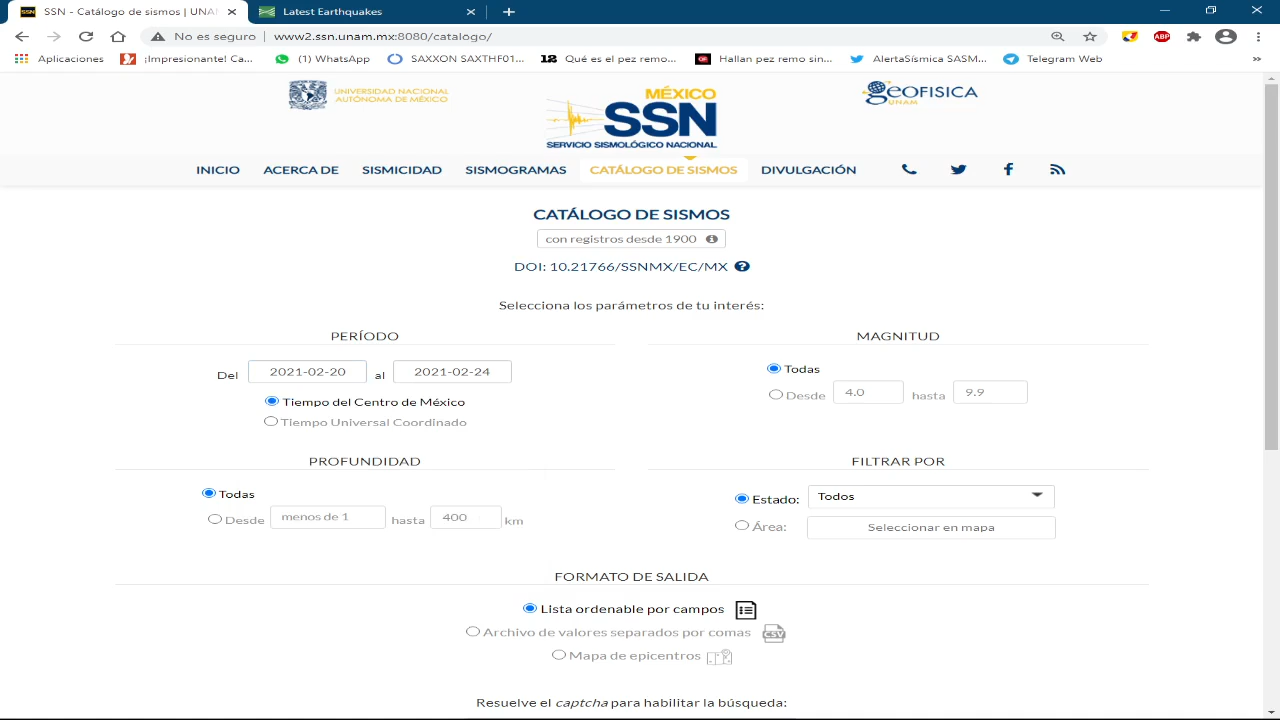 SSN - Catálogo de sismos | UNA
Latest Earthquakes
No es seguro | www2.ssn.unam.mx:8080/catalogo/
Aplicaciones
¡Impresionante! Ca...
(1) WhatsApp
SAXXON SAXTHF01...
12 Qué es el pez remo...
Hallan pez remo sin...
AlertaSísmica SASM...
Telegram Web
»
UNIVERSIDAD NACIONAL
AUTÓNOMA DE MÉXICO
MÉXICO
SSN
SERVICIO SISMOLÓGICO NACIONAL
GEOFISICA
UNAM
INICIO
ACERCA DE
SISMICIDAD
SISMOGRAMAS
CATÁLOGO DE SISMOS
DIVULGACIÓN
CATÁLOGO DE SISMOS
con registros desde 1900
DOI: 10.21766/SSNMX/EC/MX
Selecciona los parámetros de tu interés:
PERÍODO
Del 2021-02-20 al 2021-02-24
Tiempo del Centro de México
Tiempo Universal Coordinado
MAGNITUD
Todas
Desde 4.0 hasta 9.9
PROFUNDIDAD
Todas
Desde menos de 1 hasta 400 km
FILTRAR POR
Estado: Todos
Área: Seleccionar en mapa
FORMATO DE SALIDA
Lista ordenable por campos
Archivo de valores separados por comas CSV
Mapa de epicentros
Resuelve el captcha para habilitar la búsqueda: